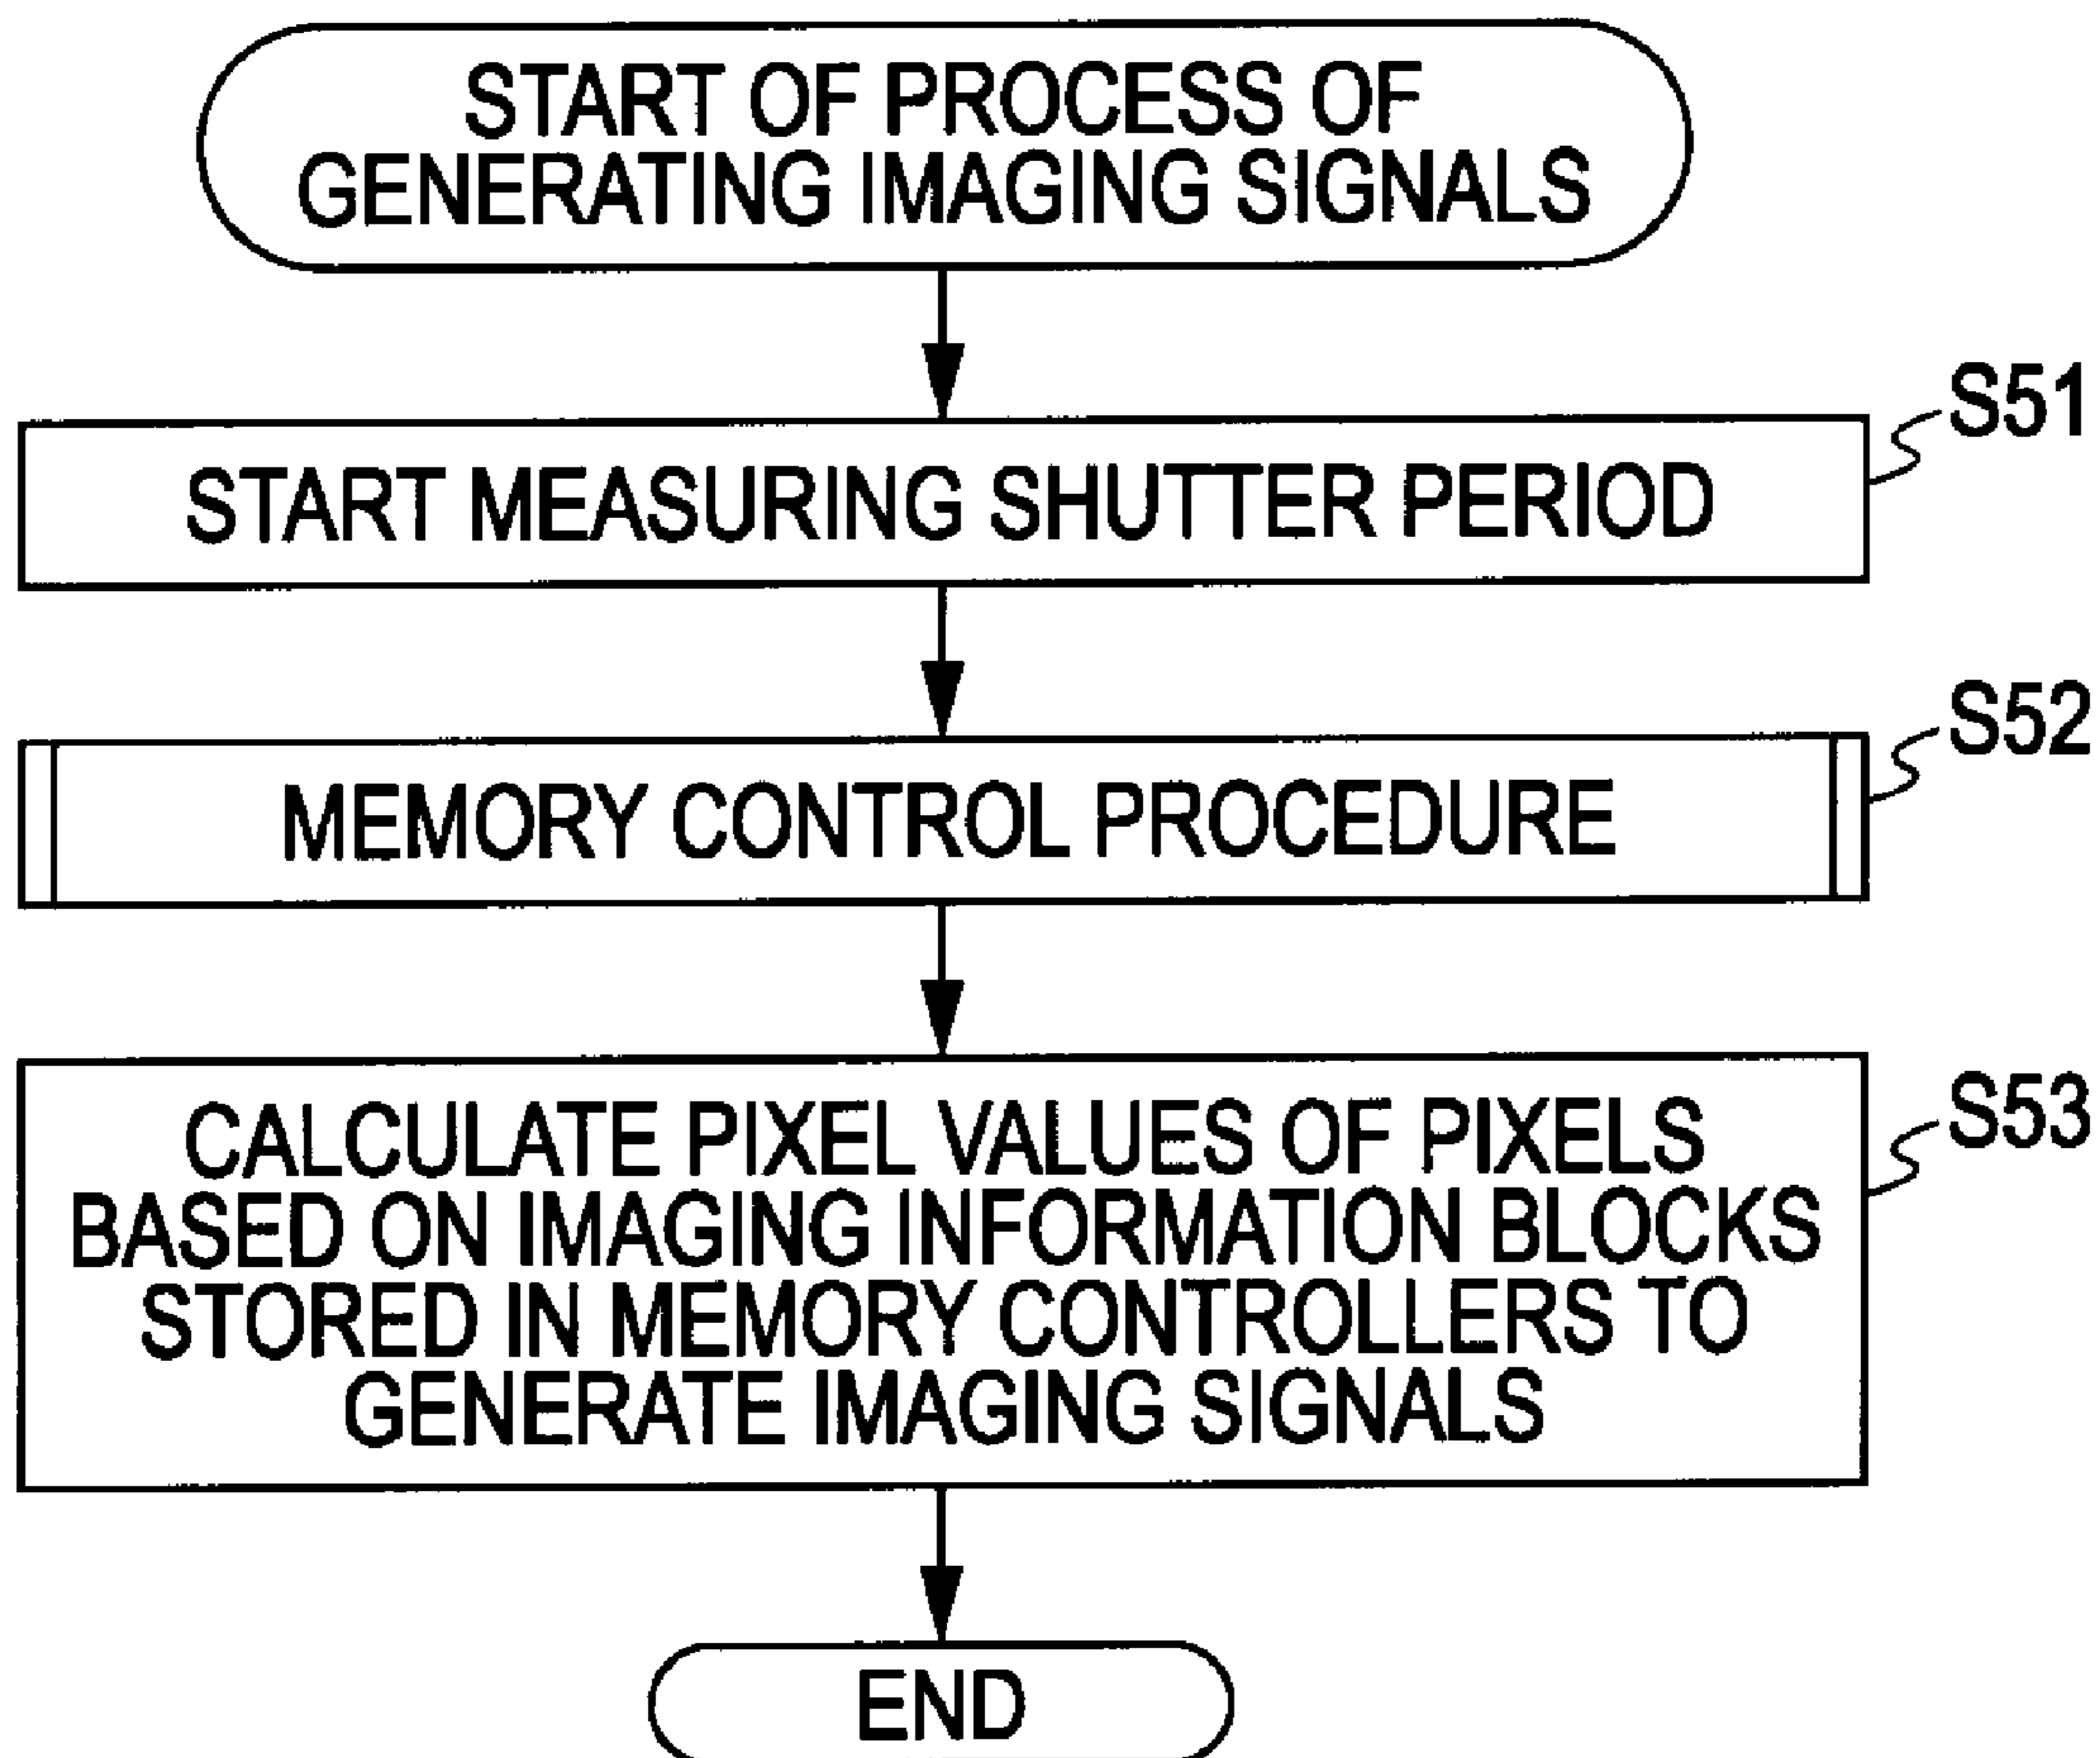 START OF PROCESS OF
GENERATING IMAGING SIGNALS
S51
START MEASURING SHUTTER PERIOD
S52
MEMORY CONTROL PROCEDURE
S53
CALCULATE PIXEL VALUES OF PIXELS
BASED ON IMAGING INFORMATION BLOCKS
STORED IN MEMORY CONTROLLERS TO
GENERATE IMAGING SIGNALS
END